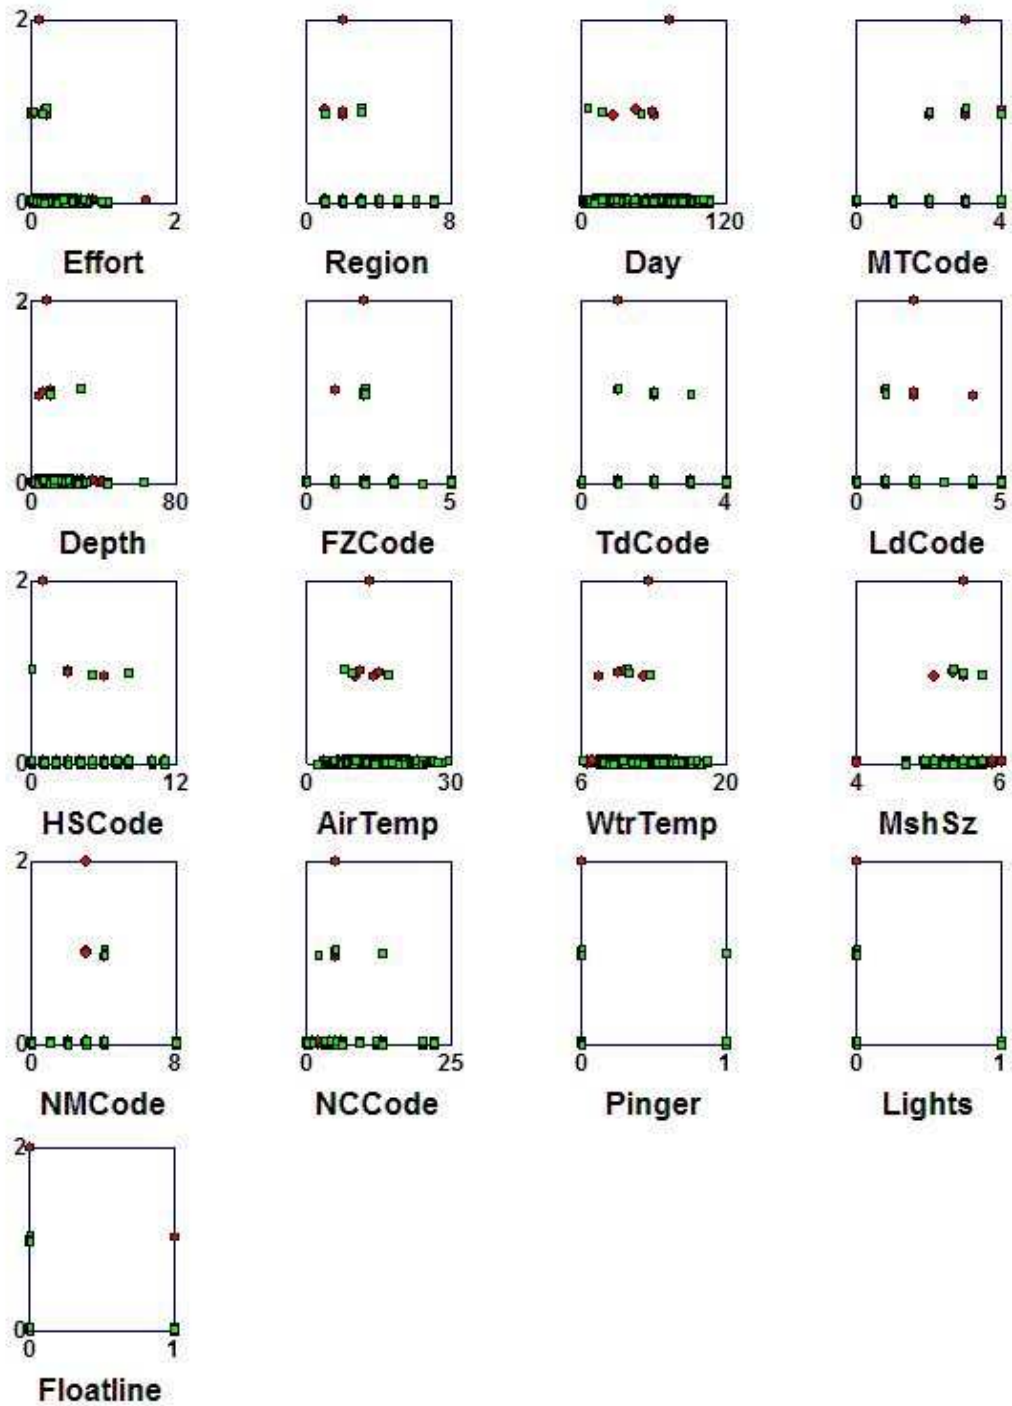 2
0
0 2 0 8 0 120 0 4
Effort Region Day MTCode
2
0
0 80 0 5 0 4 0 5
Depth FZCode TdCode LdCode
2
0
0 12 0 30 6 20 4 6
HSCode AirTemp WtrTemp MshSz
2
0
0 8 0 25 0 1 0 1
NMCode NCCode Pinger Lights
2
0
0 1
Floatline